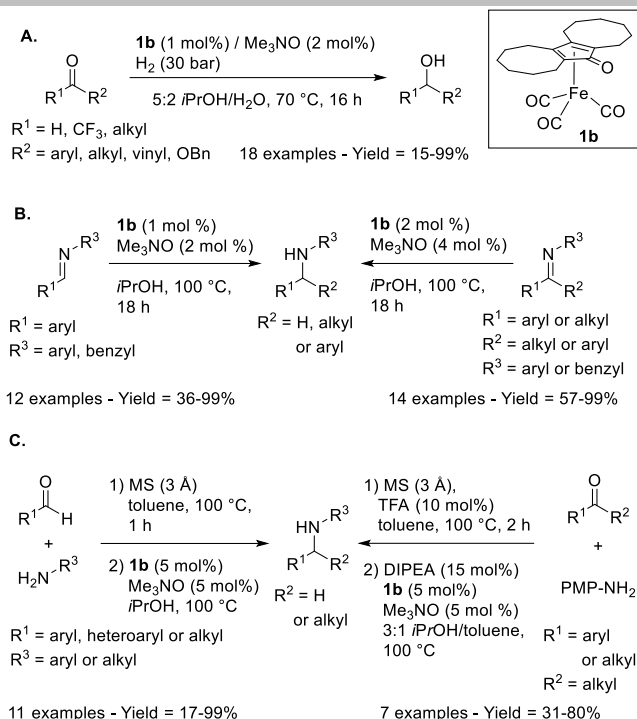 A.
1b (1 mol%) / Me₃NO (2 mol%)
H₂ (30 bar)
5:2 iPrOH/H₂O, 70 °C, 16 h
O
R¹ R²
OH
R¹ R²
R¹ = H, CF₃, alkyl
R² = aryl, alkyl, vinyl, OBn
18 examples - Yield = 15-99%
O
Fe
OC
OC
CO
1b
B.
N R³
R¹
1b (1 mol %)
Me₃NO (2 mol %)
iPrOH, 100 °C,
18 h
HN R³
R¹ R²
R² = H, alkyl
or aryl
1b (2 mol %)
Me₃NO (4 mol %)
iPrOH, 100 °C,
18 h
N R³
R¹ R²
R¹ = aryl
R³ = aryl, benzyl
R¹ = aryl or alkyl
R² = alkyl or aryl
R³ = aryl or benzyl
12 examples - Yield = 36-99%
14 examples - Yield = 57-99%
C.
O
R¹ H
+
H₂N R³
1) MS (3 Å)
toluene, 100 °C,
1 h
2) 1b (5 mol%)
Me₃NO (5 mol%)
iPrOH, 100 °C
HN R³
R¹ R²
R² = H
or alkyl
1) MS (3 Å),
TFA (10 mol%)
toluene, 100 °C, 2 h
2) DIPEA (15 mol%)
1b (5 mol%)
Me₃NO (5 mol %)
3:1 iPrOH/toluene,
100 °C
O
R¹ R²
+
PMP-NH₂
R¹ = aryl, heteroaryl or alkyl
R³ = aryl or alkyl
R¹ = aryl
or alkyl
R² = alkyl
11 examples - Yield = 17-99%
7 examples - Yield = 31-80%